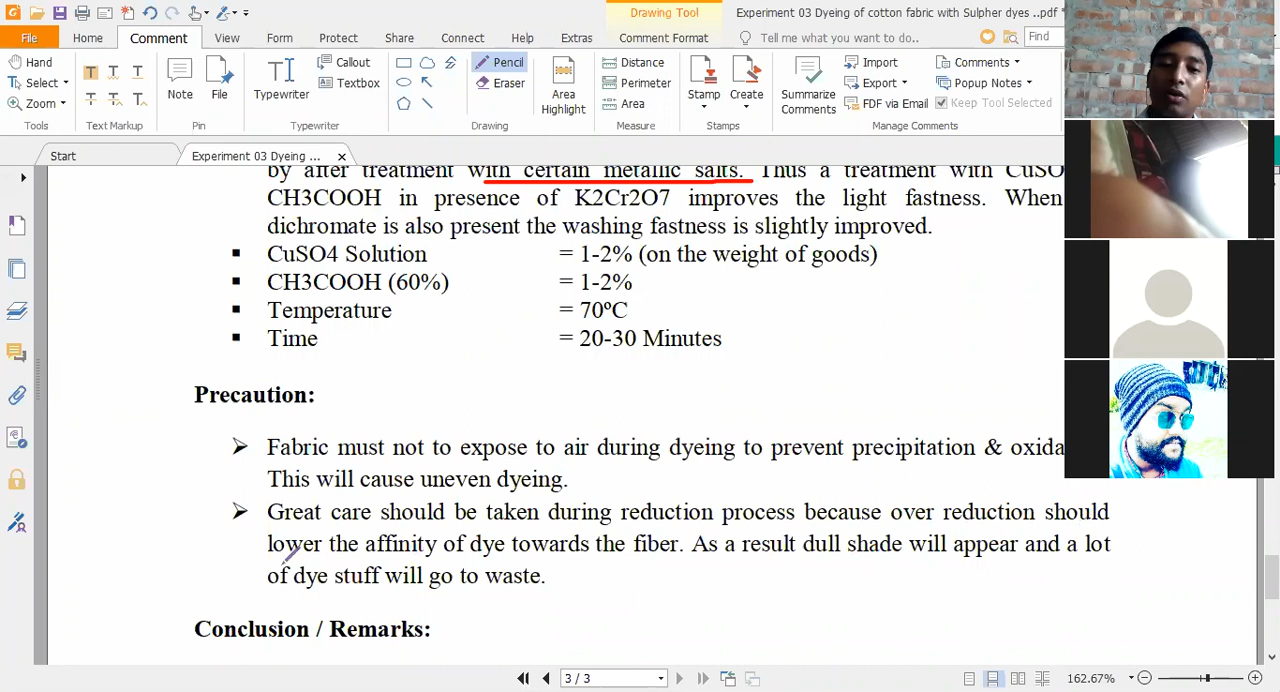 Drawing Tool
Experiment 03 Dyeing of cotton fabric with Sulpher dyes ..pdf *
File Home Comment View Form Protect Share Connect Help Extras Comment Format
Tell me what you want to do.. Find
Hand
Select
Zoom
Tools
T T T
T T T
Text Markup
Note
File
Pin
Typewriter
Callout
Textbox
Typewriter
Pencil
Eraser
Drawing
Area Highlight
Distance
Perimeter
Area
Measure
Stamp
Create
Stamps
Summarize Comments
Import
Export
FDF via Email
Comments
Popup Notes
Keep Tool Selected
Manage Comments
Start
Experiment 03 Dyeing ...
by after treatment with certain metallic salts. Thus a treatment with CuSO
CH3COOH in presence of K2Cr2O7 improves the light fastness. When
dichromate is also present the washing fastness is slightly improved.
▪ CuSO4 Solution = 1-2% (on the weight of goods)
▪ CH3COOH (60%) = 1-2%
▪ Temperature = 70ºC
▪ Time = 20-30 Minutes
Precaution:
➢ Fabric must not to expose to air during dyeing to prevent precipitation & oxida
This will cause uneven dyeing.
➢ Great care should be taken during reduction process because over reduction should
lower the affinity of dye towards the fiber. As a result dull shade will appear and a lot
of dye stuff will go to waste.
Conclusion / Remarks:
3 / 3
162.67%